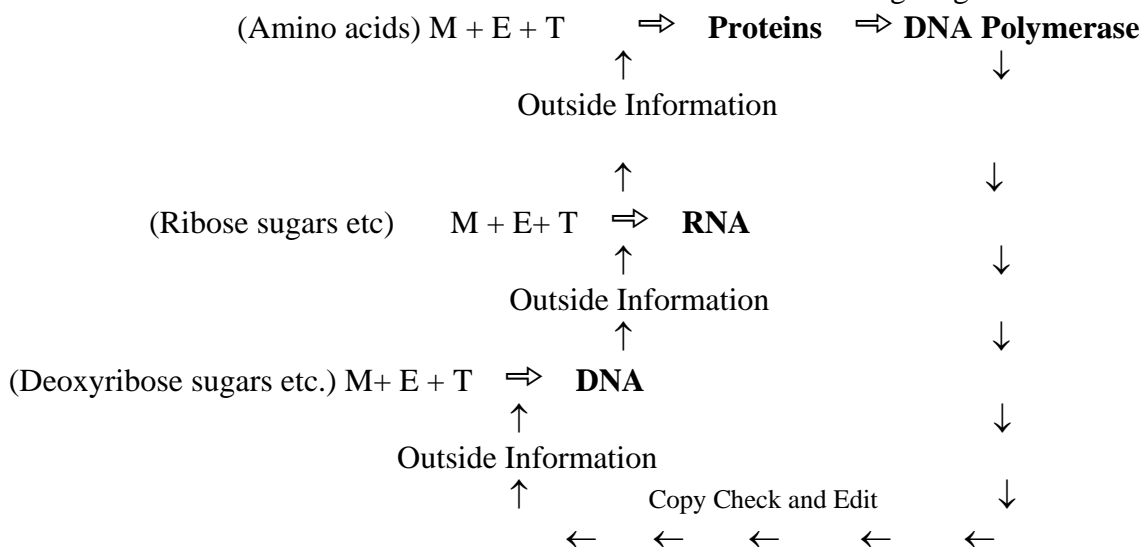 (Amino acids) M + E + T ⇨ Proteins ⇨ DNA Polymerase
↑ ↓
Outside Information
↑ ↓
(Ribose sugars etc) M + E+ T ⇨ RNA
↑ ↓
Outside Information
↑ ↓
(Deoxyribose sugars etc.) M+ E + T ⇨ DNA
↑ ↓
Outside Information
↑ Copy Check and Edit ↓
← ← ← ← ←